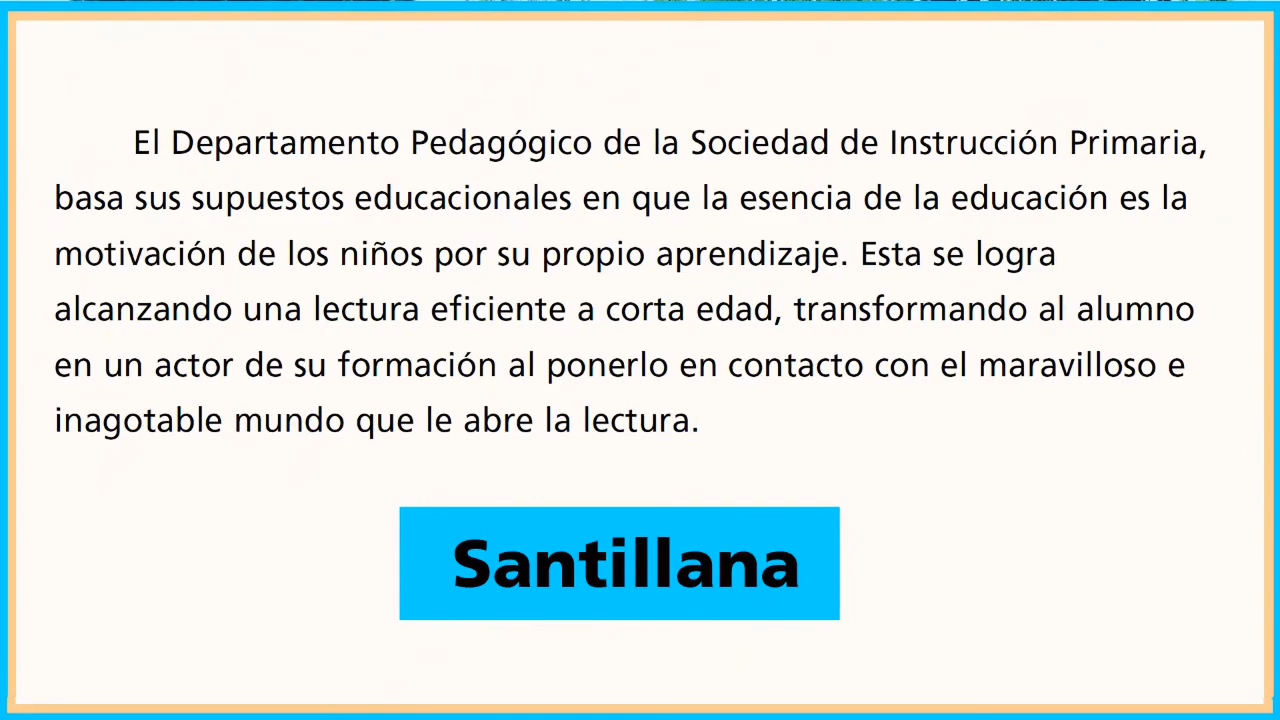 El Departamento Pedagógico de la Sociedad de Instrucción Primaria,
basa sus supuestos educacionales en que la esencia de la educación es la
motivación de los niños por su propio aprendizaje. Esta se logra
alcanzando una lectura eficiente a corta edad, transformando al alumno
en un actor de su formación al ponerlo en contacto con el maravilloso e
inagotable mundo que le abre la lectura.
Santillana